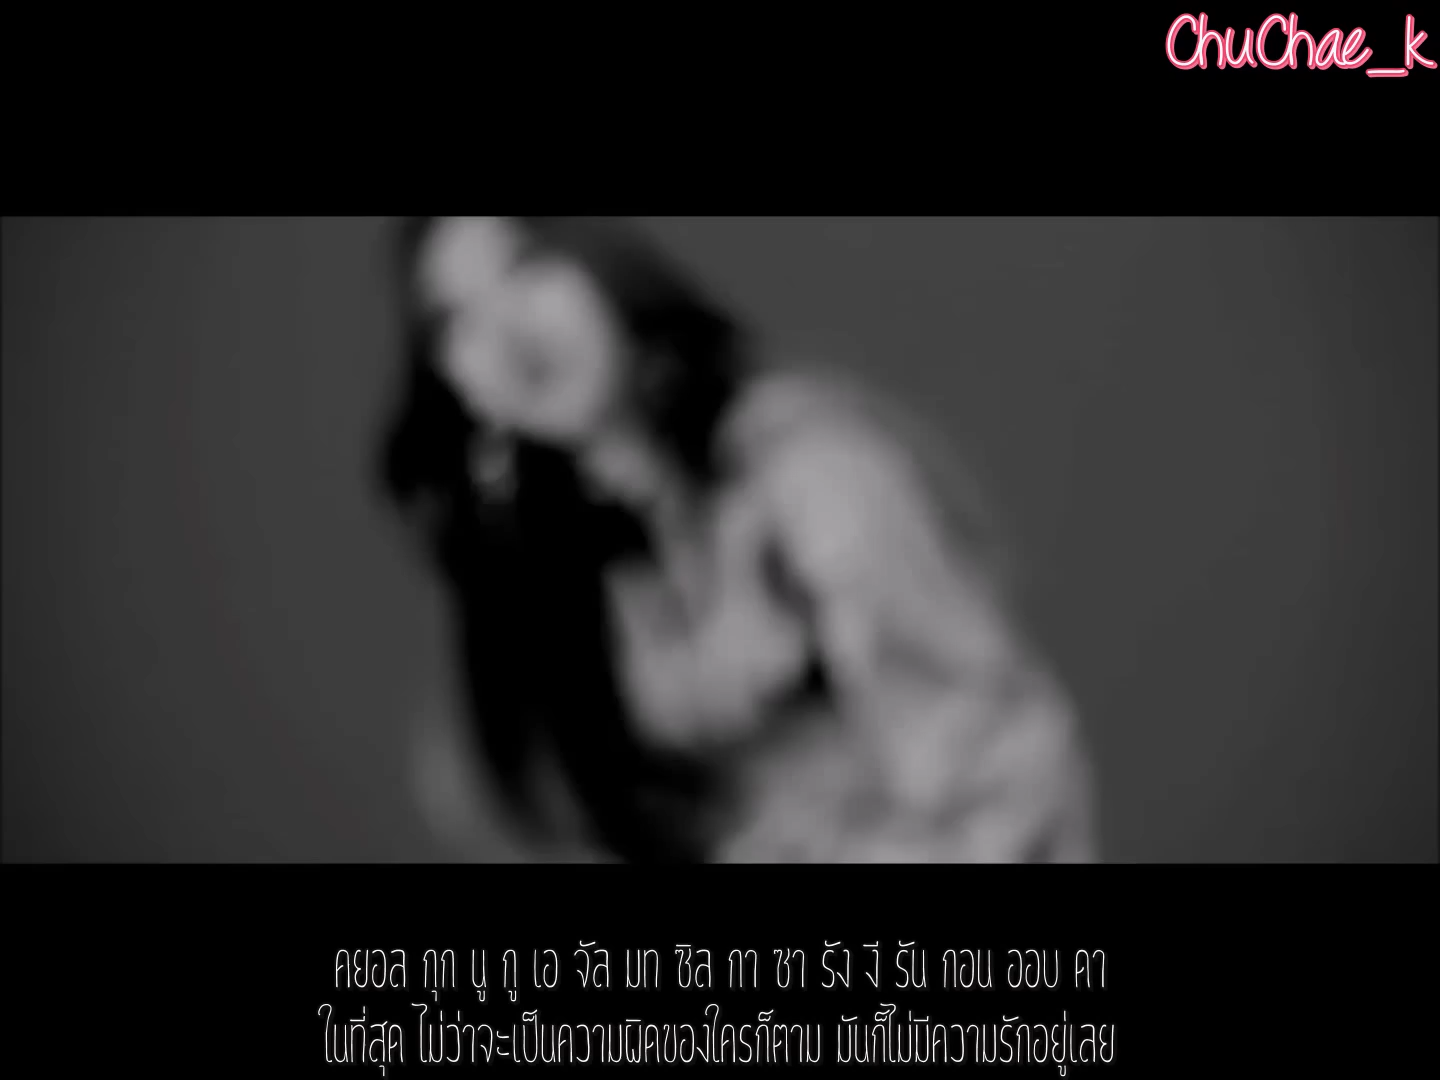 ChuChae_k
คยอล กุก นู กู เอ จัล มท ซิล กา ซา รัง งี รัน กอน ออบ ดา
ในที่สุด ไม่ว่าจะเป็นความผิดของใครก็ตาม มันก็ไม่มีความรักอยู่เลย